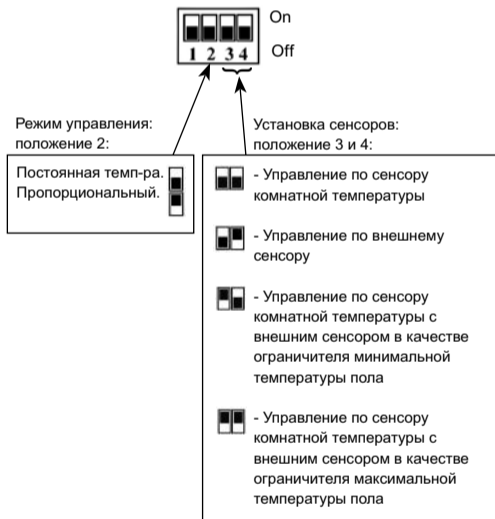 On
1 2 3 4
Off
Режим управления:
положение 2:
Постоянная темп-ра.
Пропорциональный.
Установка сенсоров:
положение 3 и 4:
- Управление по сенсору
комнатной температуры
- Управление по внешнему
сенсору
- Управление по сенсору
комнатной температуры с
внешним сенсором в качестве
ограничителя минимальной
температуры пола
- Управление по сенсору
комнатной температуры с
внешним сенсором в качестве
ограничителя максимальной
температуры пола